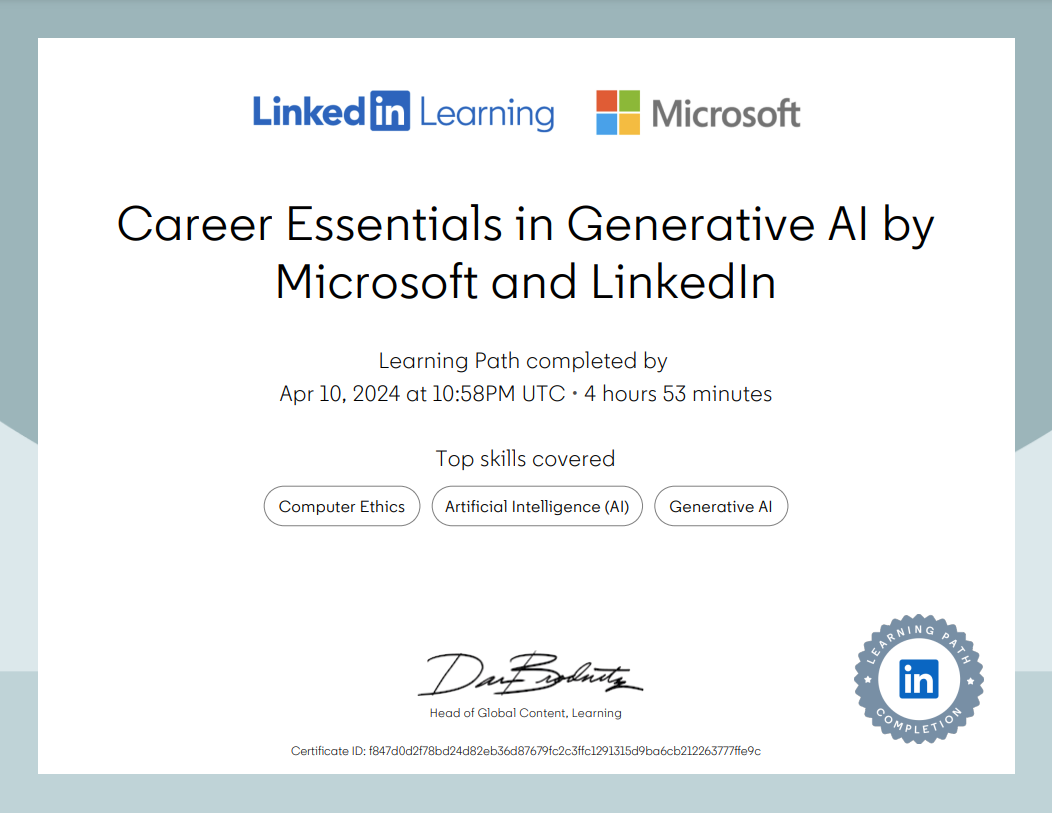 LinkedIn Learning Microsoft
Career Essentials in Generative AI by
Microsoft and LinkedIn
Learning Path completed by
Apr 10, 2024 at 10:58PM UTC • 4 hours 53 minutes
Top skills covered
Computer Ethics Artificial Intelligence (AI) Generative AI
Dan Brodnitz
Head of Global Content, Learning
Certificate ID: f847d0d2f78bd24d82eb36d87679fc2c3ffc1291315d9ba6cb212263777ffe9c
LEARNING PATH
in
COMPLETION